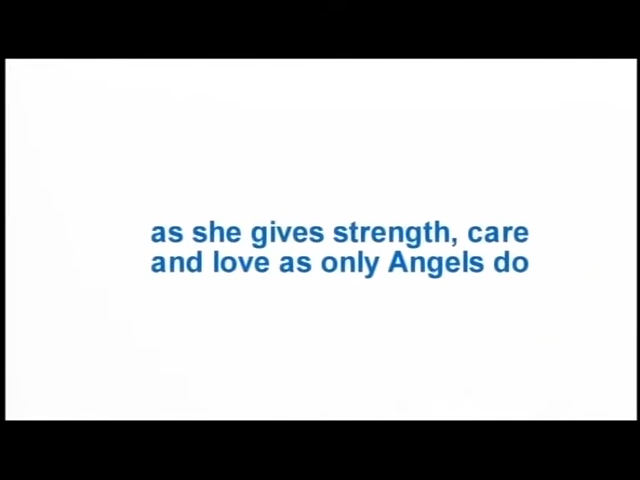 as she gives strength, care
and love as only Angels do